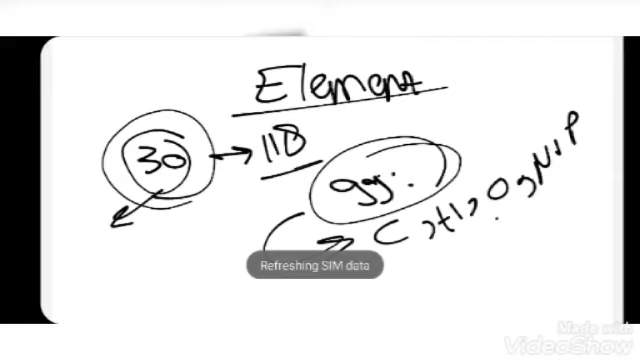 Element
30 → 118
99%
→ C, H, O, N, P
Refreshing SIM data
Made with
VideoShow